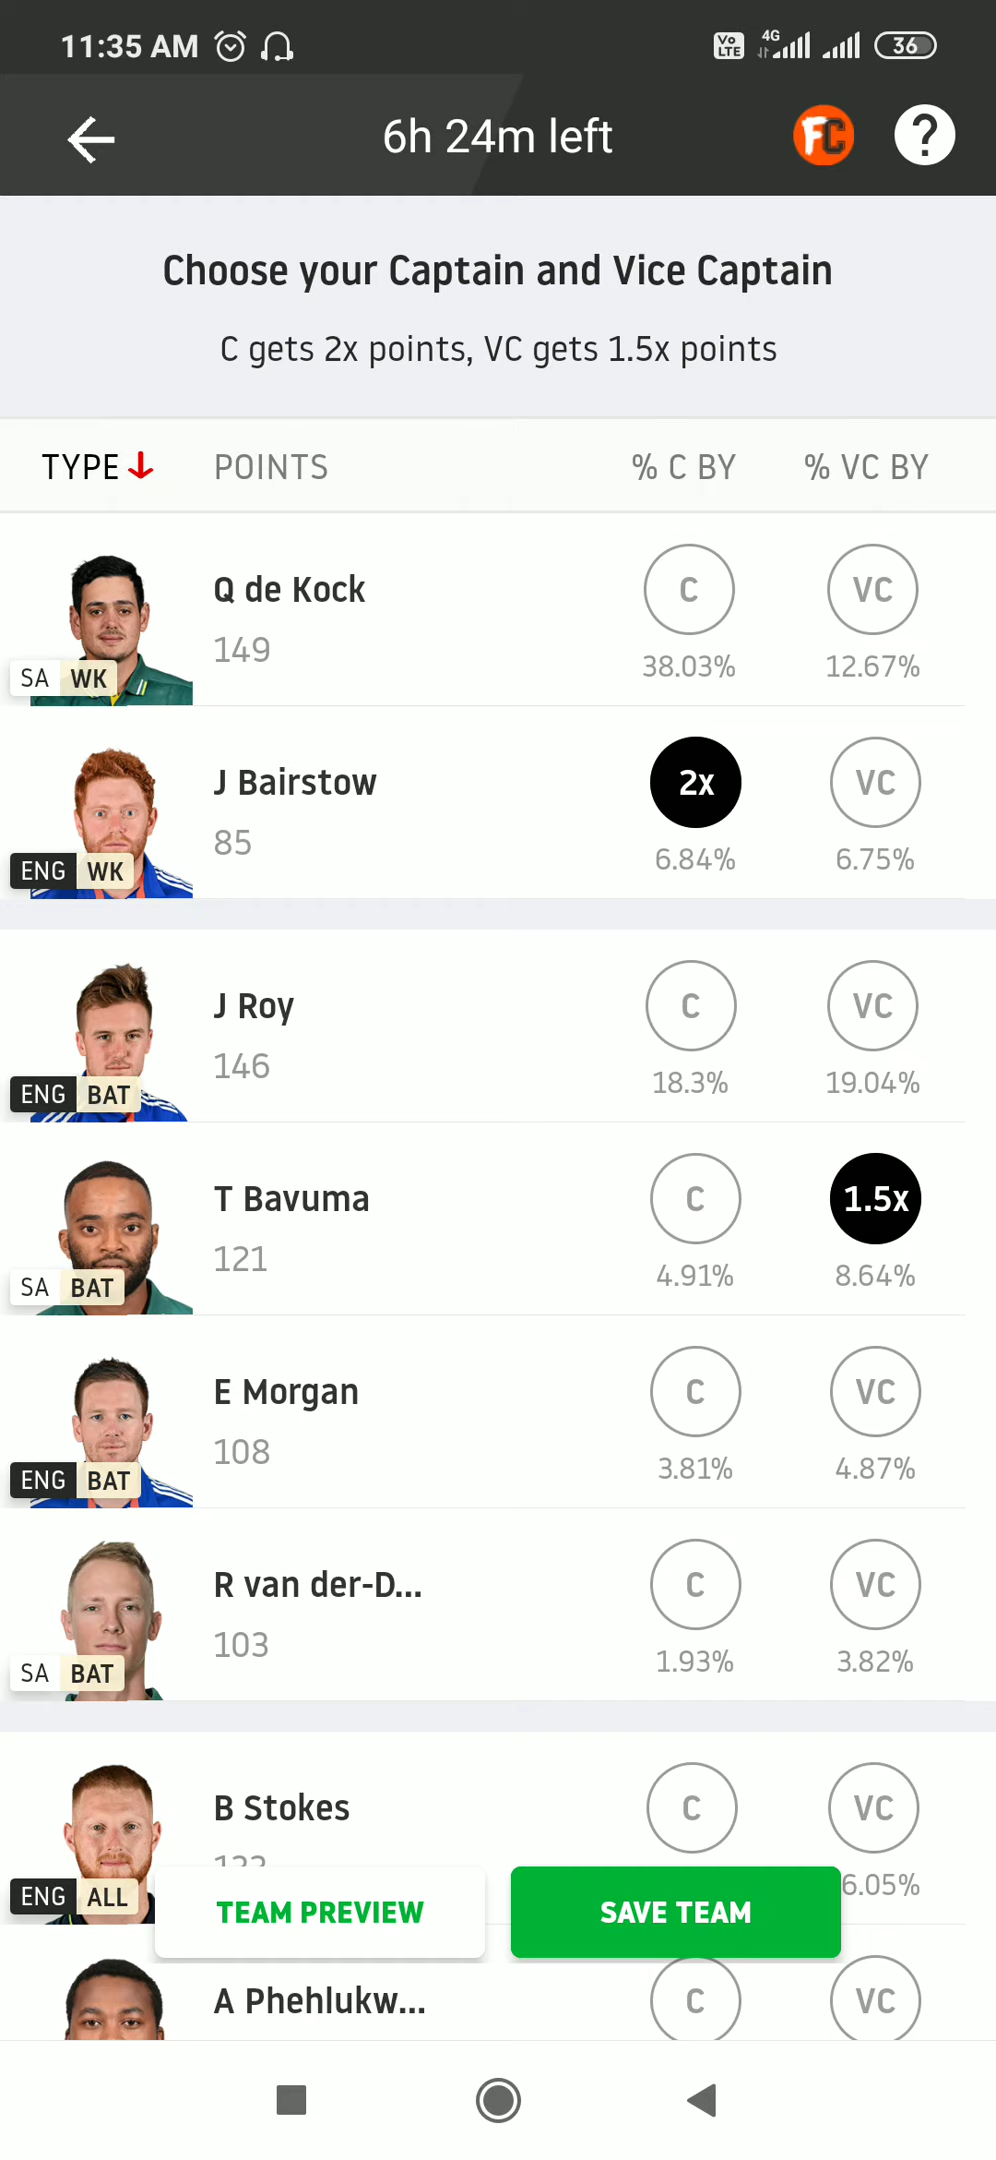 11:35 AM Vo LTE 4G 36
6h 24m left FC ?
Choose your Captain and Vice Captain
C gets 2x points, VC gets 1.5x points
TYPE POINTS % C BY % VC BY
Q de Kock C VC
149 38.03% 12.67%
SA WK
J Bairstow 2x VC
85 6.84% 6.75%
ENG WK
J Roy C VC
146 18.3% 19.04%
ENG BAT
T Bavuma C 1.5x
121 4.91% 8.64%
SA BAT
E Morgan C VC
108 3.81% 4.87%
ENG BAT
R van der-D... C VC
103 1.93% 3.82%
SA BAT
B Stokes C VC
6.05%
ENG ALL
TEAM PREVIEW SAVE TEAM
A Phehlukw... C VC